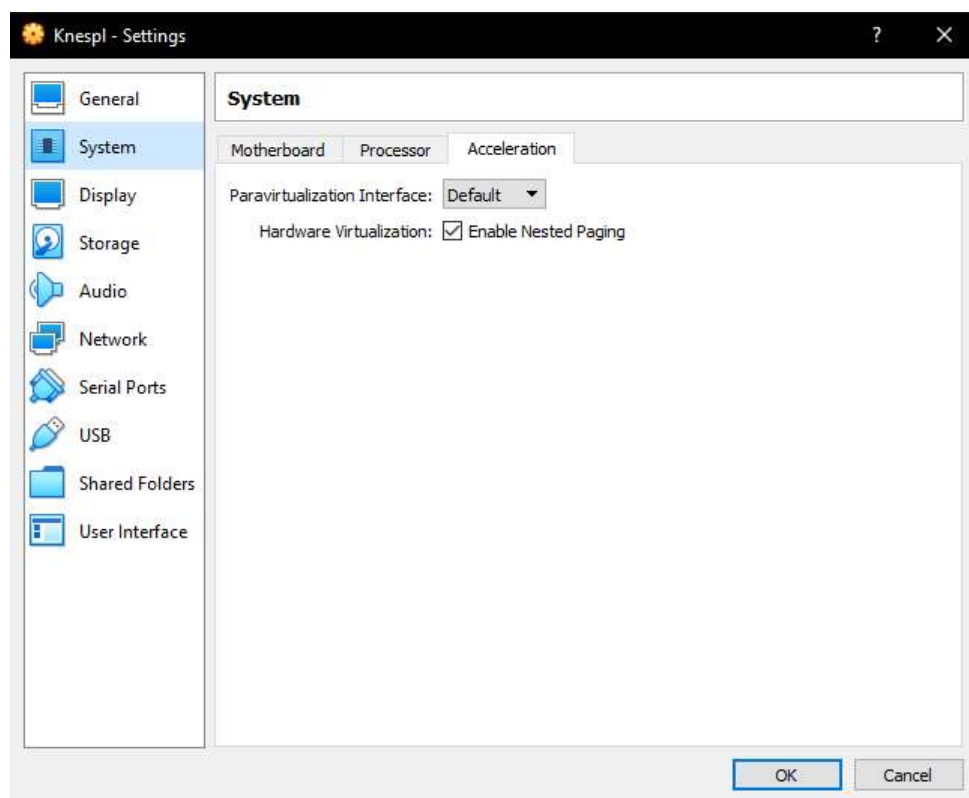 Knespl - Settings
?
General
System
Display
Storage
Audio
Network
Serial Ports
USB
Shared Folders
User Interface
System
Motherboard Processor Acceleration
Paravirtualization Interface: Default
Hardware Virtualization: Enable Nested Paging
OK Cancel